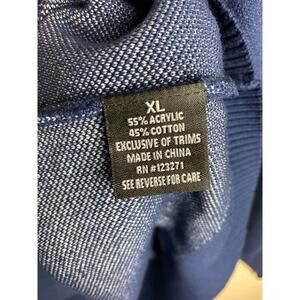 XL
55% ACRYLIC
45% COTTON
EXCLUSIVE OF TRIMS
MADE IN CHINA
RN #123271
SEE REVERSE FOR CARE